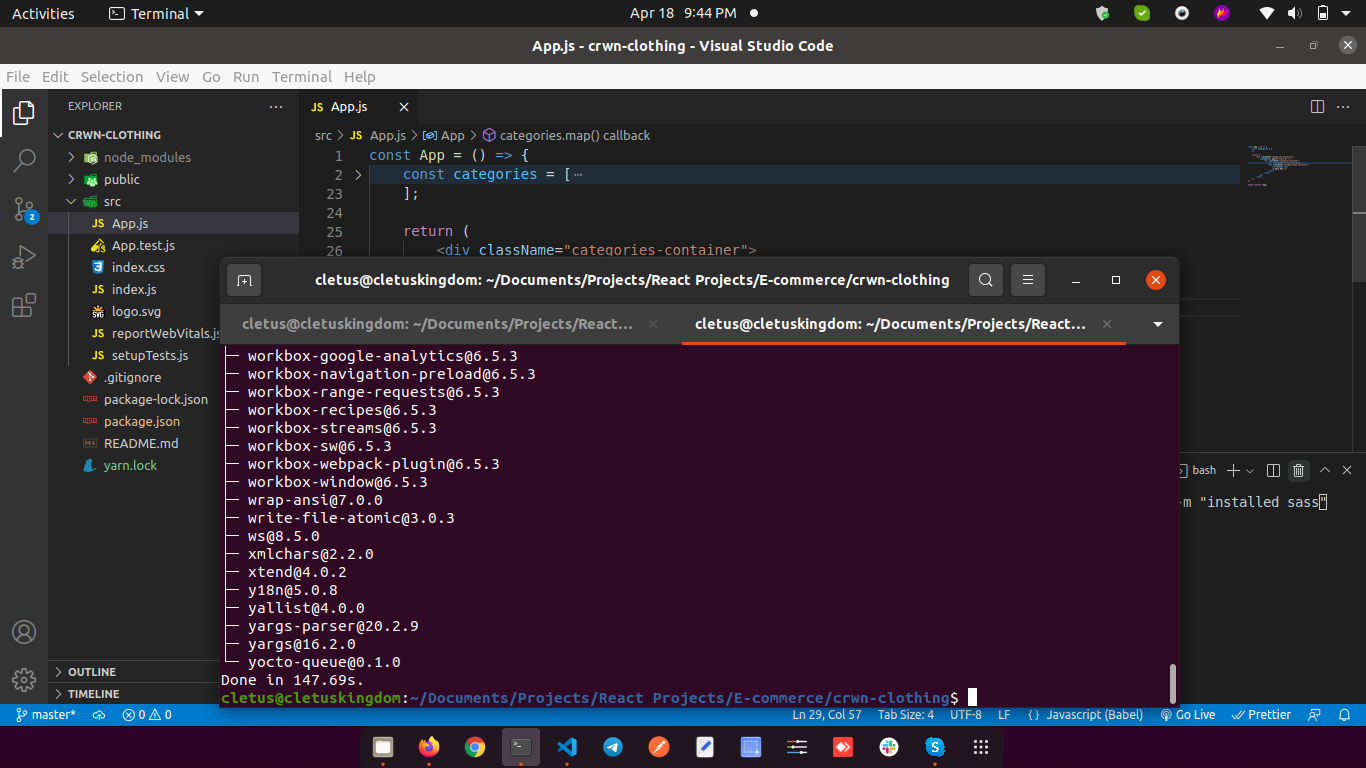 Activities
Terminal
Apr 18 9:44 PM
App.js - crwn-clothing - Visual Studio Code
File Edit Selection View Go Run Terminal Help
EXPLORER
CRWN-CLOTHING
node_modules
public
src
JS App.js
App.test.js
index.css
JS index.js
SVG logo.svg
JS reportWebVitals.js
JS setupTests.js
.gitignore
package-lock.json
package.json
README.md
yarn.lock
OUTLINE
TIMELINE
2
JS App.js
src > JS App.js > App > categories.map() callback
1 const App = () => {
2 const categories = [⋯
23 ];
24
25 return (
26 <div className="categories-container">
cletus@cletuskingdom: ~/Documents/Projects/React Projects/E-commerce/crwn-clothing
cletus@cletuskingdom: ~/Documents/Projects/React...
cletus@cletuskingdom: ~/Documents/Projects/React...
├─ workbox-google-analytics@6.5.3
├─ workbox-navigation-preload@6.5.3
├─ workbox-range-requests@6.5.3
├─ workbox-recipes@6.5.3
├─ workbox-streams@6.5.3
├─ workbox-sw@6.5.3
├─ workbox-webpack-plugin@6.5.3
├─ workbox-window@6.5.3
├─ wrap-ansi@7.0.0
├─ write-file-atomic@3.0.3
├─ ws@8.5.0
├─ xmlchars@2.2.0
├─ xtend@4.0.2
├─ y18n@5.0.8
├─ yallist@4.0.0
├─ yargs-parser@20.2.9
├─ yargs@16.2.0
└─ yocto-queue@0.1.0
Done in 147.69s.
cletus@cletuskingdom:~/Documents/Projects/React Projects/E-commerce/crwn-clothing$
bash
-m "installed sass"
master*
0 0
Ln 29, Col 57
Tab Size: 4
UTF-8
LF
{} Javascript (Babel)
Go Live
Prettier